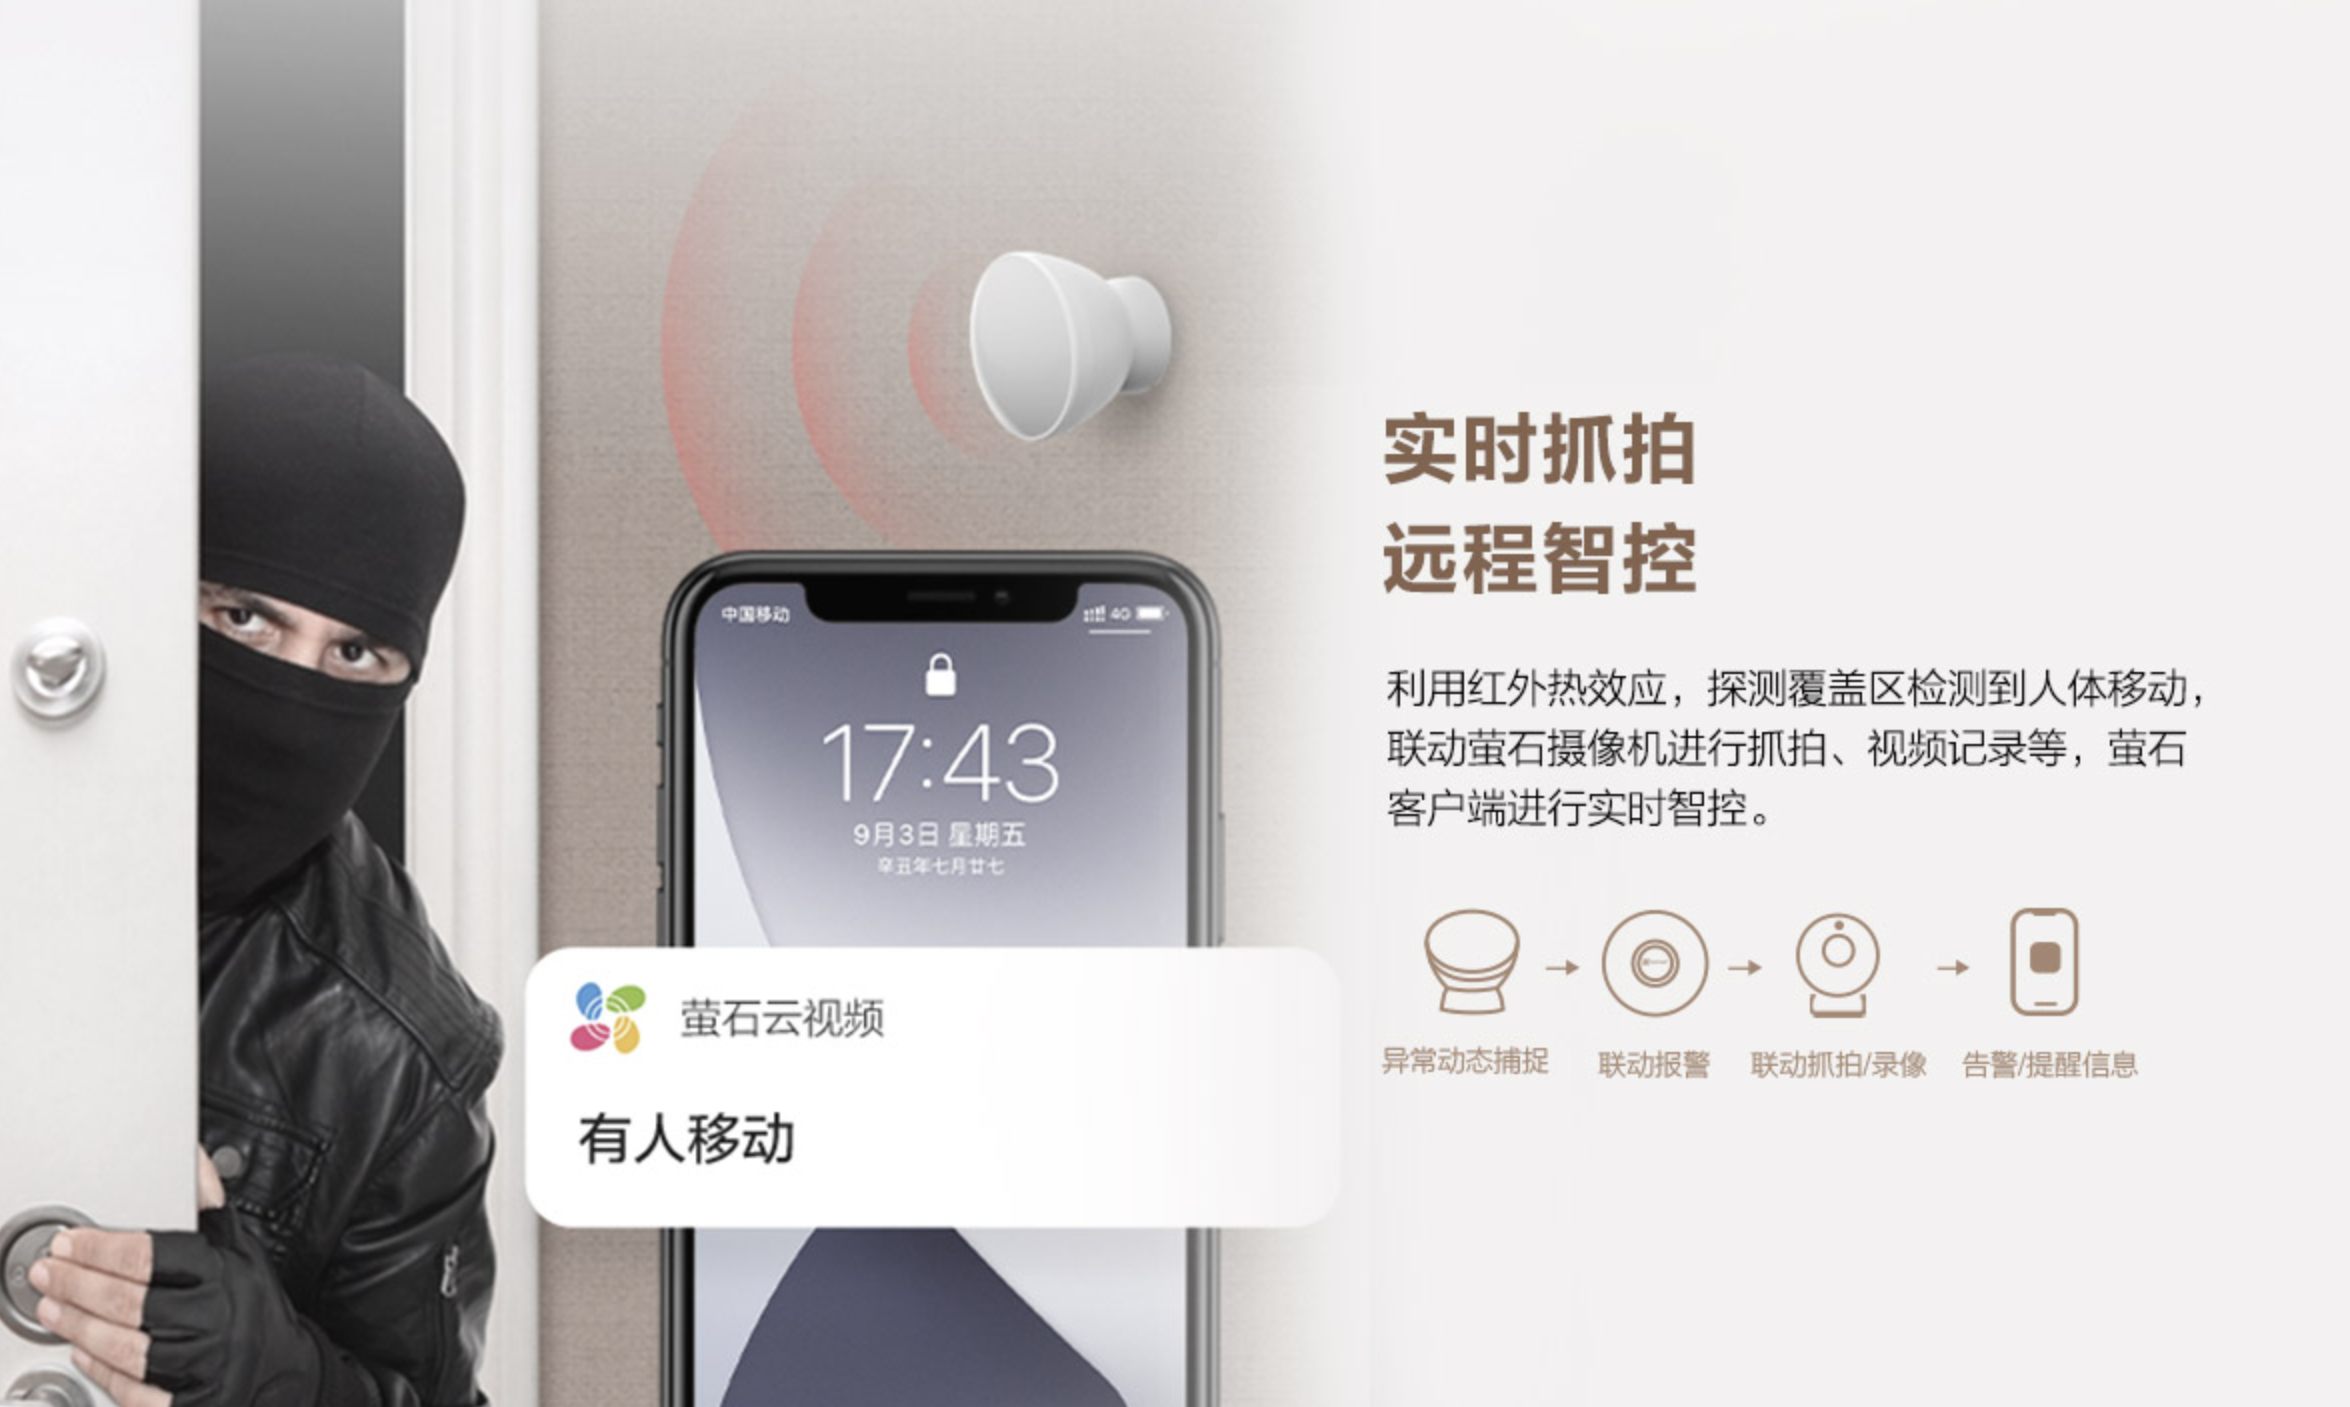 中国移动
4G
17:43
9月3日 星期五
辛丑年七月廿七
萤石云视频
有人移动
实时抓拍
远程智控
利用红外热效应，探测覆盖区检测到人体移动，
联动萤石摄像机进行抓拍、视频记录等，萤石
客户端进行实时智控。
异常动态捕捉
联动报警
联动抓拍/录像
告警/提醒信息